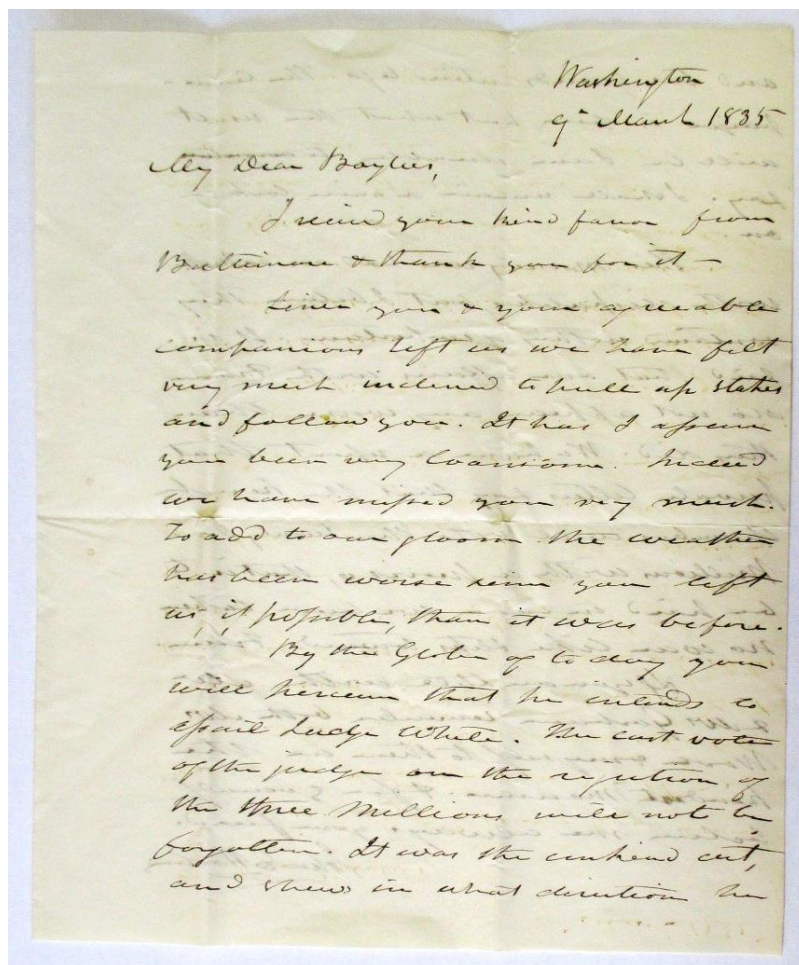 Washington
9th March 1835
My Dear Baylies,
I recd your kind favor from
Baltimore & thank you for it —
Since you & your agreeable
companions left us we have felt
very much inclined to pull up stakes
and follow you. It has I assure
you been very lonesome. Indeed
we have missed you very much.
To add to our gloom the weather
has been worse since you left
us, if possible, than it was before.
By the Globe of to day you
will perceive that he intends to
assail Judge White. The last vote
of the judge on the rejection of
the three millions will not be
forgotten. It was the unkind cut,
and shews in what direction he